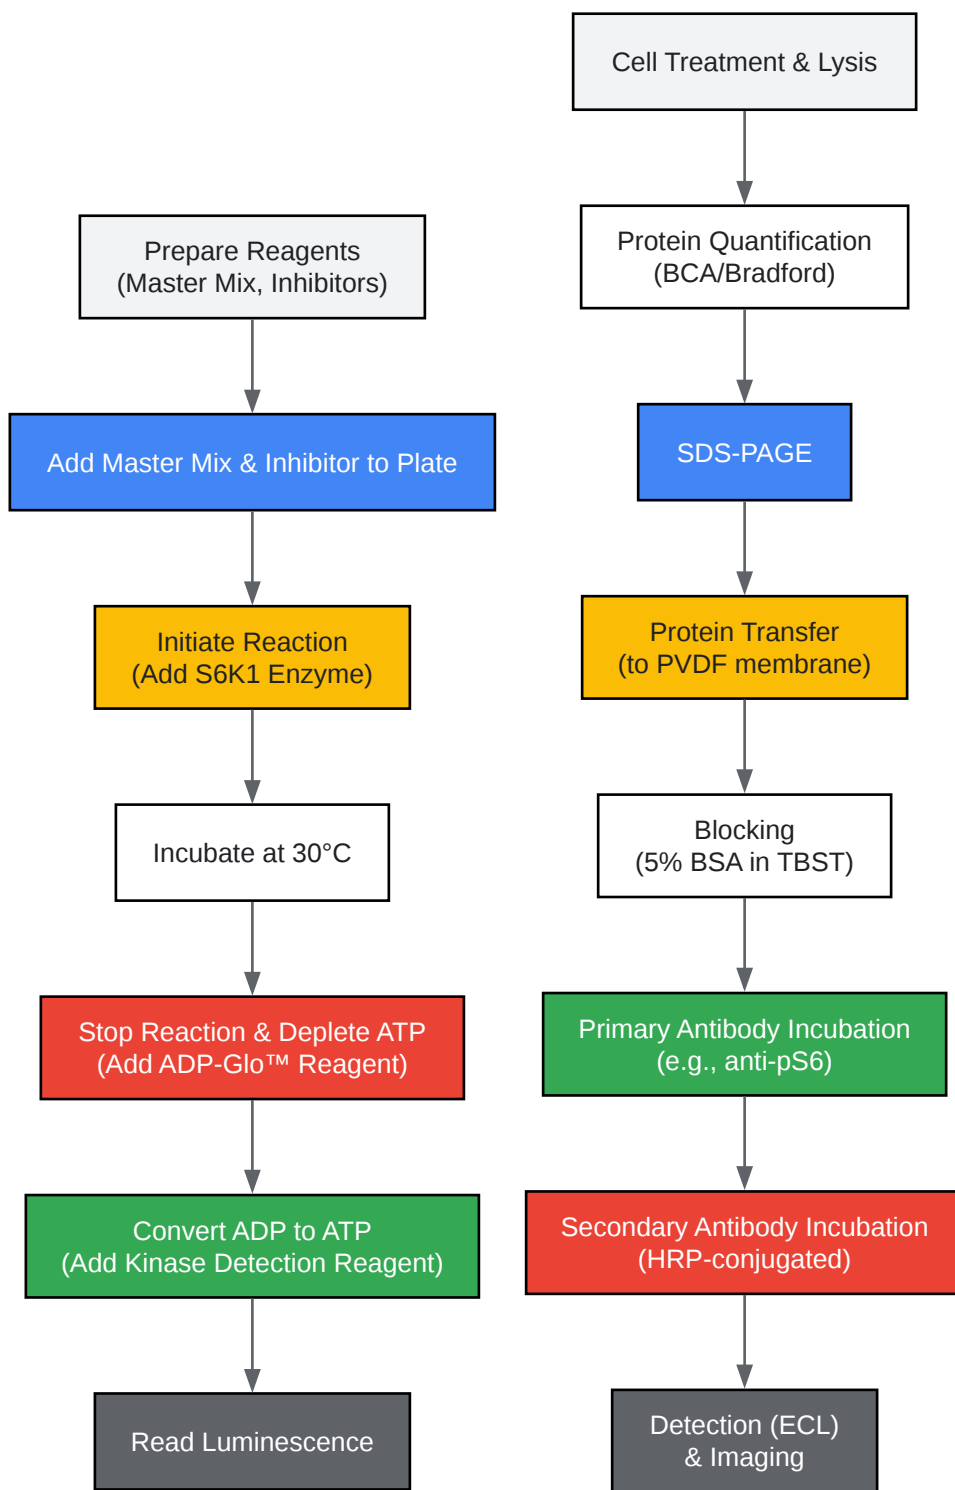 Prepare Reagents
(Master Mix, Inhibitors)
Add Master Mix & Inhibitor to Plate
Initiate Reaction
(Add S6K1 Enzyme)
Incubate at 30°C
Stop Reaction & Deplete ATP
(Add ADP-Glo™ Reagent)
Convert ADP to ATP
(Add Kinase Detection Reagent)
Read Luminescence
Cell Treatment & Lysis
Protein Quantification
(BCA/Bradford)
SDS-PAGE
Protein Transfer
(to PVDF membrane)
Blocking
(5% BSA in TBST)
Primary Antibody Incubation
(e.g., anti-pS6)
Secondary Antibody Incubation
(HRP-conjugated)
Detection (ECL)
& Imaging